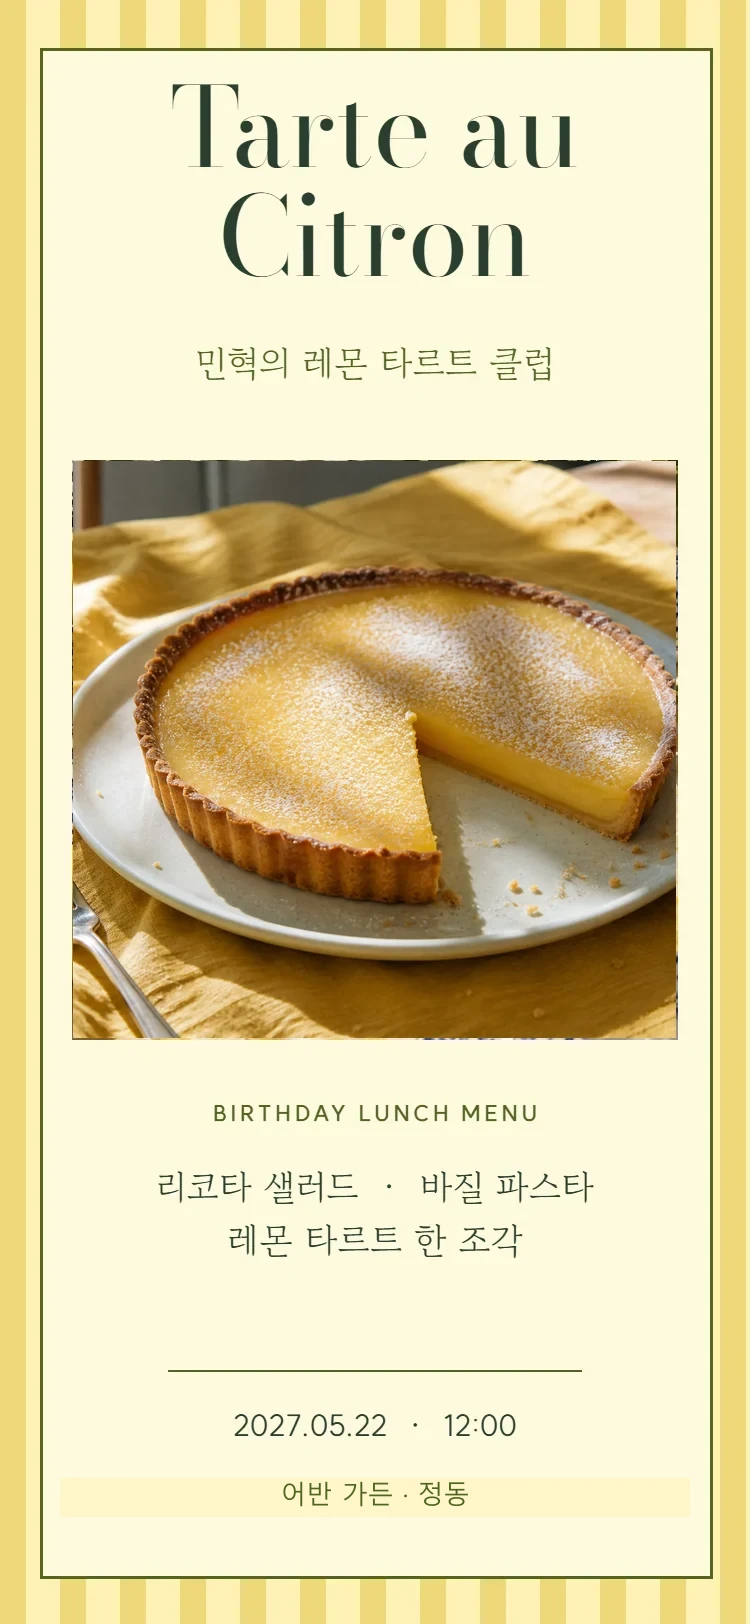 Tarte au
Citron
민혁의 레몬 타르트 클럽
BIRTHDAY LUNCH MENU
리코타 샐러드 · 바질 파스타
레몬 타르트 한 조각
2027.05.22 · 12:00
어반 가든 · 정동